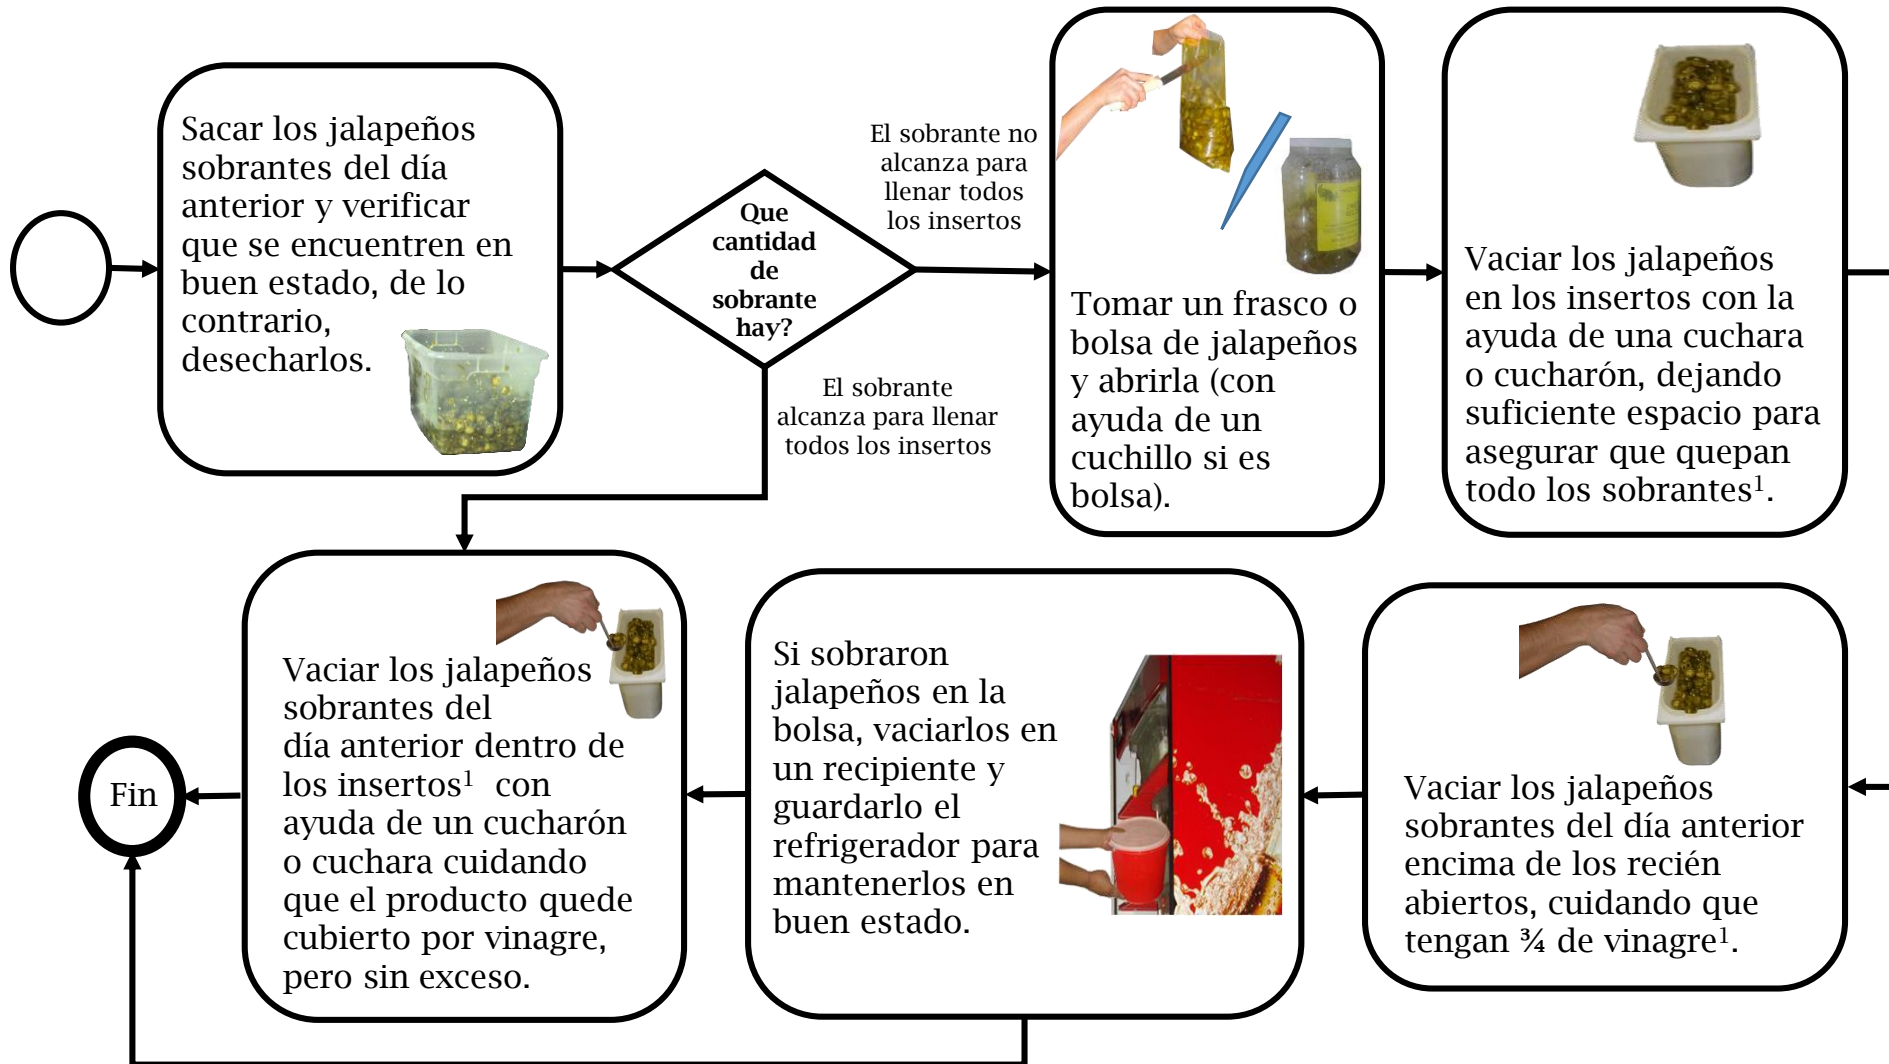 Sacar los jalapeños
sobrantes del día
anterior y verificar
que se encuentren en
buen estado, de lo
contrario,
desecharlos.
Que
cantidad
de
sobrante
hay?
El sobrante no
alcanza para
llenar todos
los insertos
El sobrante
alcanza para llenar
todos los insertos
Tomar un frasco o
bolsa de jalapeños
y abrirla (con
ayuda de un
cuchillo si es
bolsa).
Vaciar los jalapeños
en los insertos con la
ayuda de una cuchara
o cucharón, dejando
suficiente espacio para
asegurar que quepan
todo los sobrantes¹.
Vaciar los jalapeños
sobrantes del día anterior
encima de los recién
abiertos, cuidando que
tengan ¾ de vinagre¹.
Si sobraron
jalapeños en la
bolsa, vaciarlos en
un recipiente y
guardarlo el
refrigerador para
mantenerlos en
buen estado.
Vaciar los jalapeños
sobrantes del
día anterior dentro de
los insertos¹ con
ayuda de un cucharón
o cuchara cuidando
que el producto quede
cubierto por vinagre,
pero sin exceso.
Fin